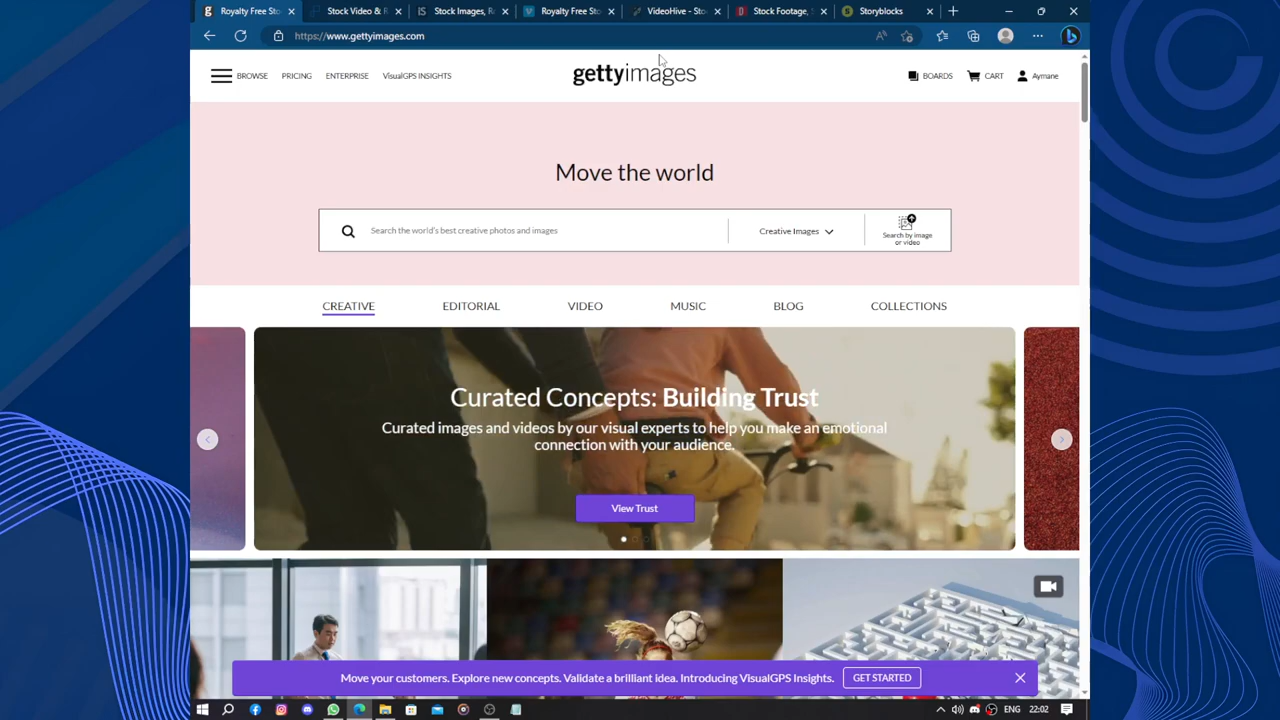 Royalty Free Sto
Stock Video & R
Stock Images, Ro
Royalty Free Sto
VideoHive - Sto
Stock Footage, S
Storyblocks
https://www.gettyimages.com
BROWSE PRICING ENTERPRISE VisualGPS INSIGHTS
gettyimages
BOARDS CART Aymane
Move the world
Search the world's best creative photos and images
Creative Images
Search by image
or video
CREATIVE EDITORIAL VIDEO MUSIC BLOG COLLECTIONS
Curated Concepts: Building Trust
Curated images and videos by our visual experts to help you make an emotional
connection with your audience.
View Trust
Move your customers. Explore new concepts. Validate a brilliant idea. Introducing VisualGPS Insights.
GET STARTED
ENG 22:02